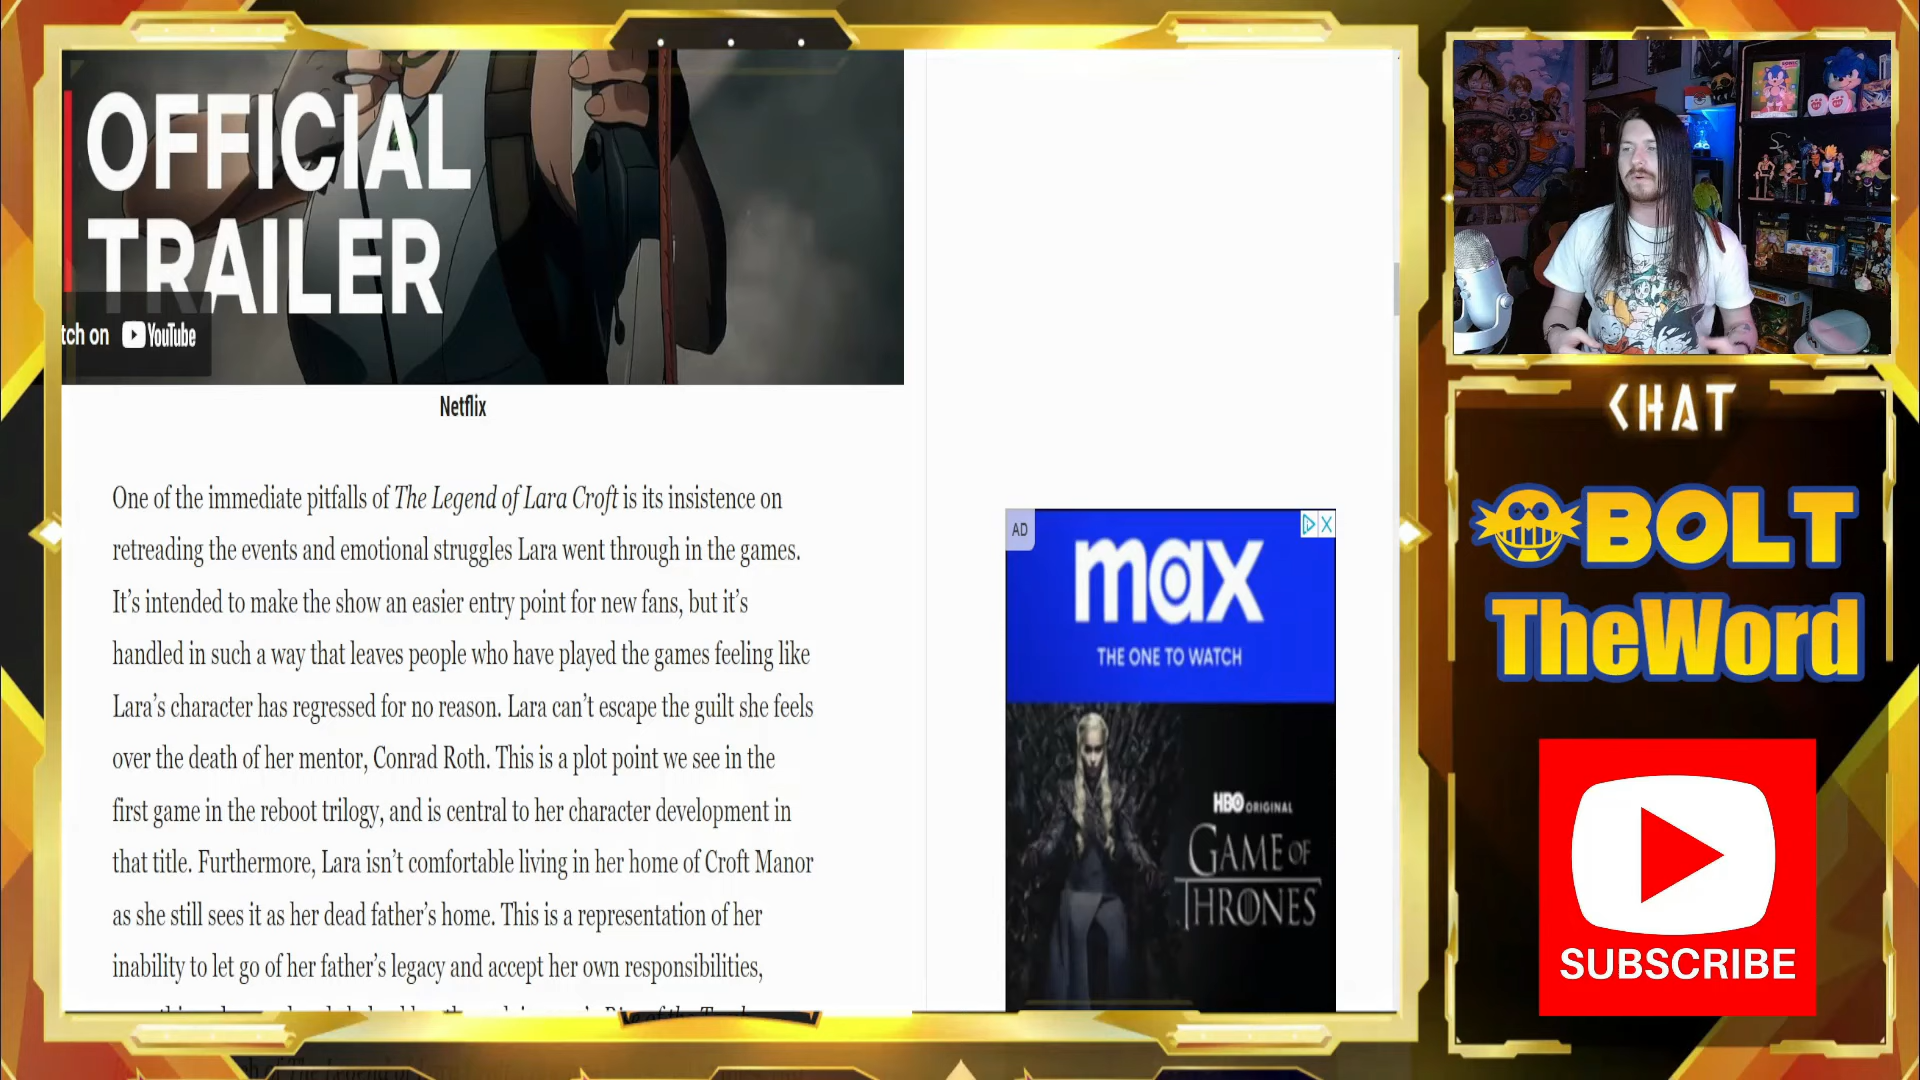 OFFICIAL
TRAILER
tch on YouTube
Netflix
One of the immediate pitfalls of The Legend of Lara Croft is its insistence on
retreading the events and emotional struggles Lara went through in the games.
It’s intended to make the show an easier entry point for new fans, but it’s
handled in such a way that leaves people who have played the games feeling like
Lara’s character has regressed for no reason. Lara can’t escape the guilt she feels
over the death of her mentor, Conrad Roth. This is a plot point we see in the
first game in the reboot trilogy, and is central to her character development in
that title. Furthermore, Lara isn’t comfortable living in her home of Croft Manor
as she still sees it as her dead father’s home. This is a representation of her
inability to let go of her father’s legacy and accept her own responsibilities,
AD
max
THE ONE TO WATCH
HBO ORIGINAL
GAME OF
THRONES
CHAT
BOLT
TheWord
SUBSCRIBE